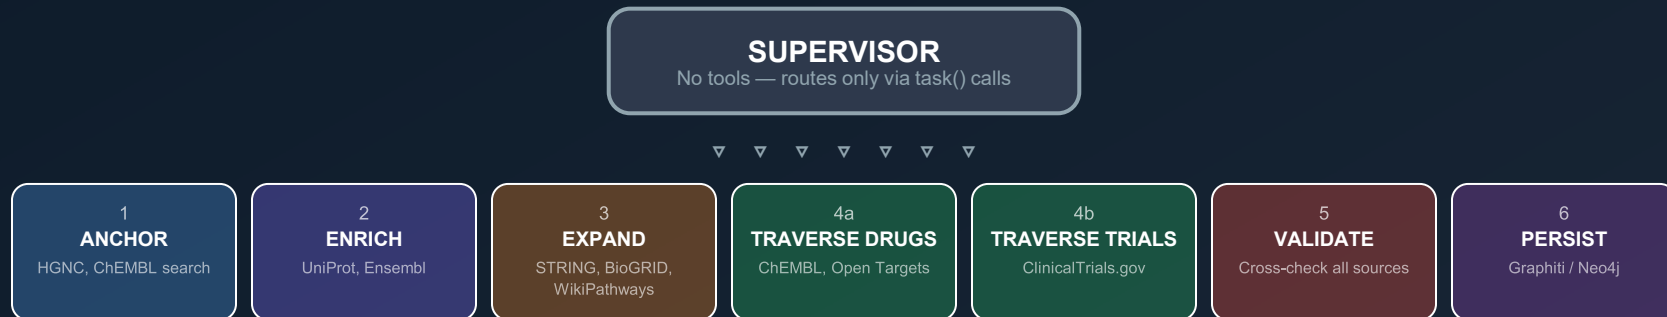 SUPERVISOR
No tools — routes only via task() calls
1
ANCHOR
HGNC, ChEMBL search
2
ENRICH
UniProt, Ensembl
3
EXPAND
STRING, BioGRID,
WikiPathways
4a
TRAVERSE DRUGS
ChEMBL, Open Targets
4b
TRAVERSE TRIALS
ClinicalTrials.gov
5
VALIDATE
Cross-check all sources
6
PERSIST
Graphiti / Neo4j